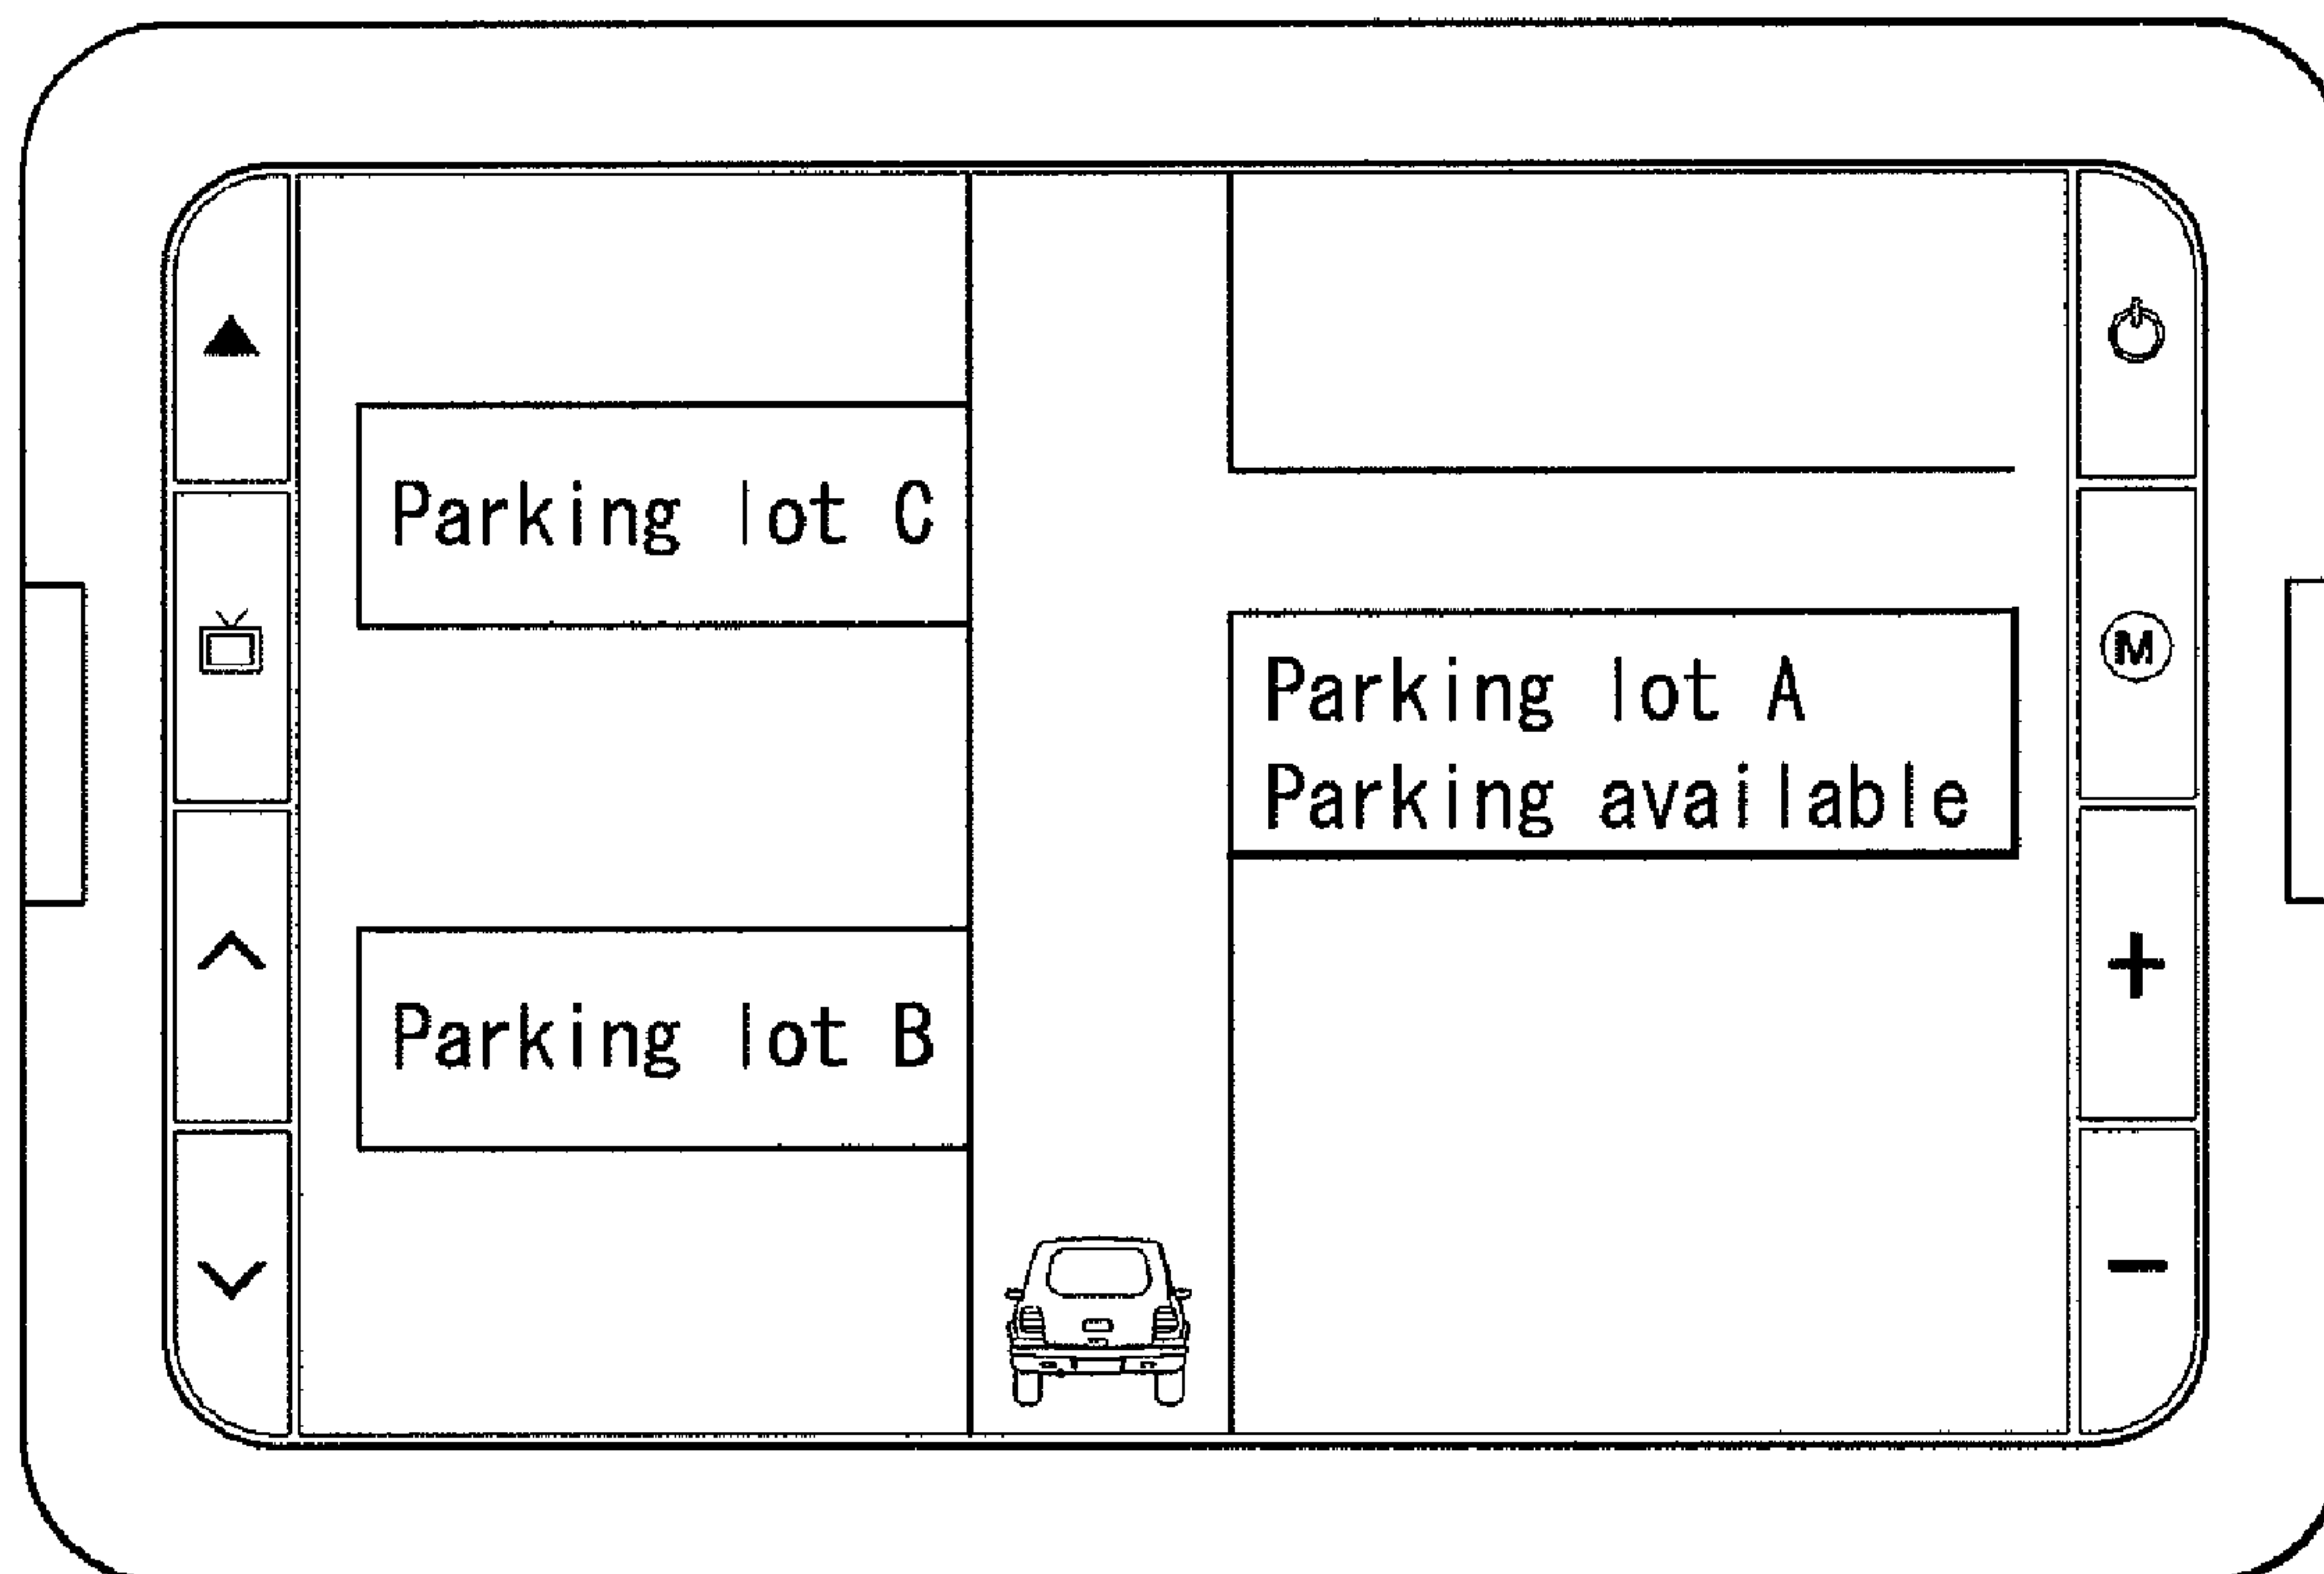 Parking lot C
Parking lot A
Parking available
Parking lot B
M
+
−